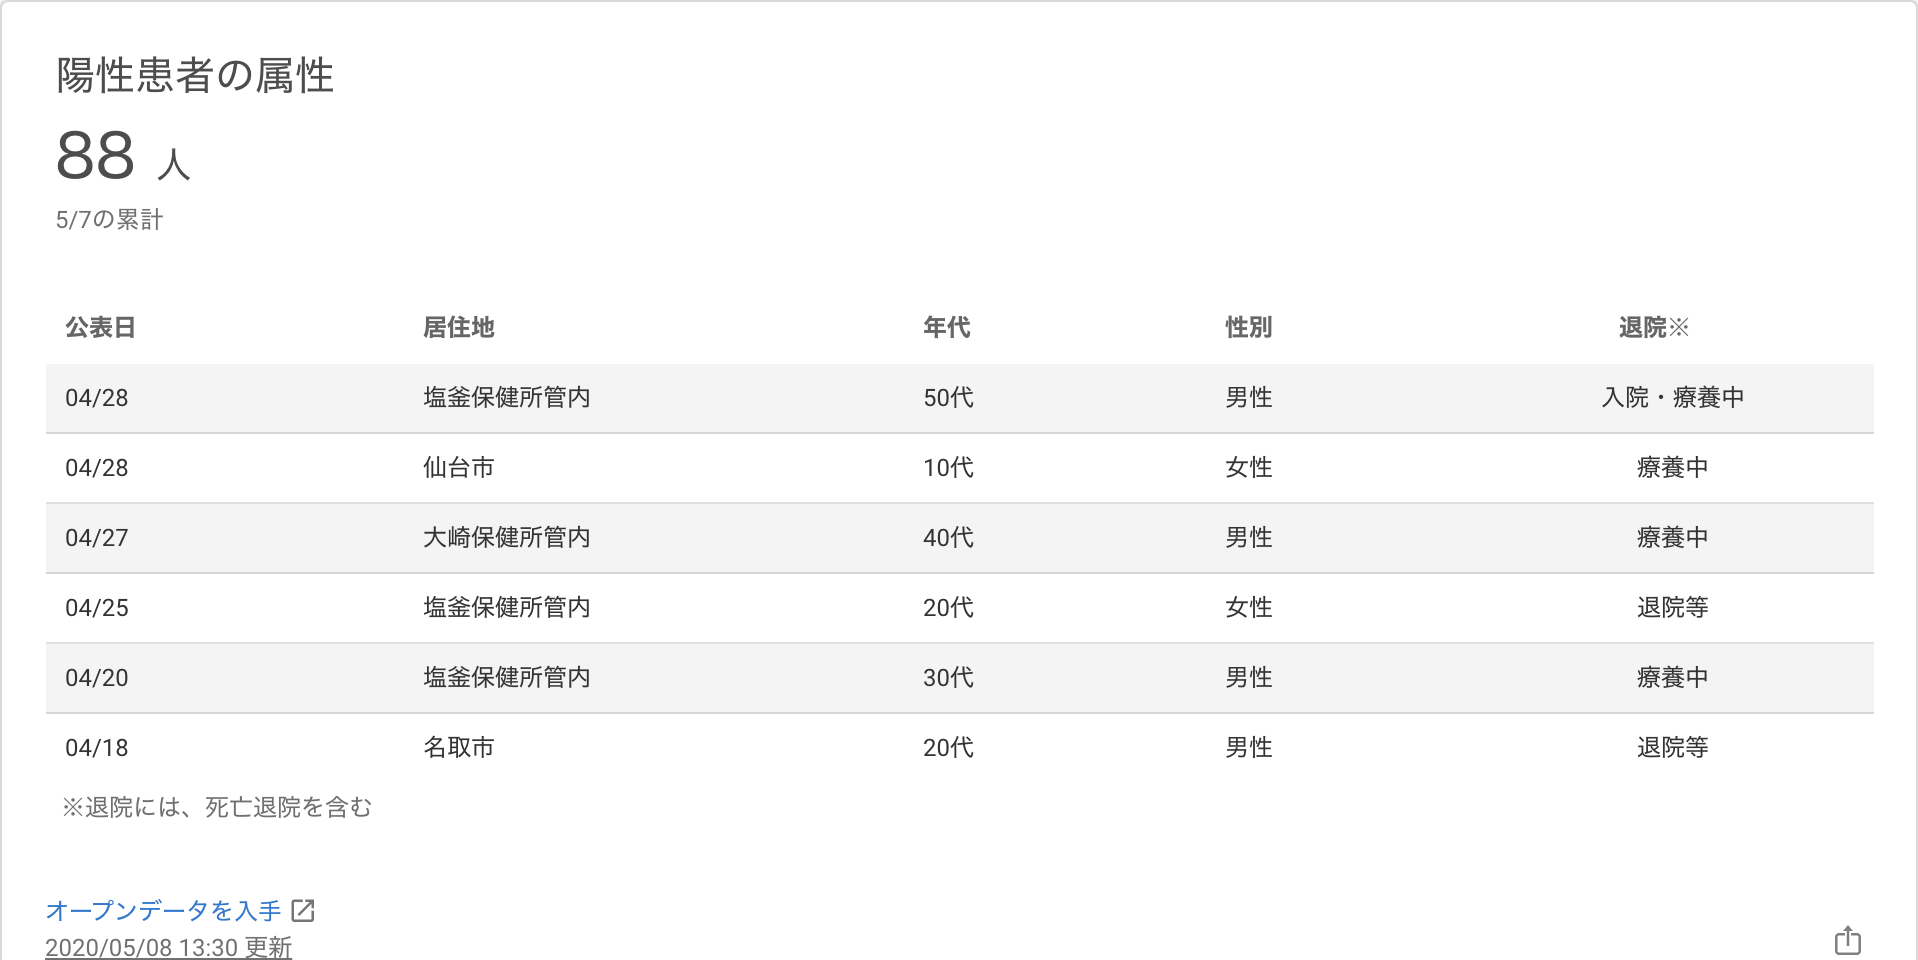 陽性患者の属性
88 人
5/7の累計
公表日 居住地 年代 性別 退院※
04/28 塩釜保健所管内 50代 男性 入院・療養中
04/28 仙台市 10代 女性 療養中
04/27 大崎保健所管内 40代 男性 療養中
04/25 塩釜保健所管内 20代 女性 退院等
04/20 塩釜保健所管内 30代 男性 療養中
04/18 名取市 20代 男性 退院等
※退院には、死亡退院を含む
オープンデータを入手
2020/05/08 13:30 更新